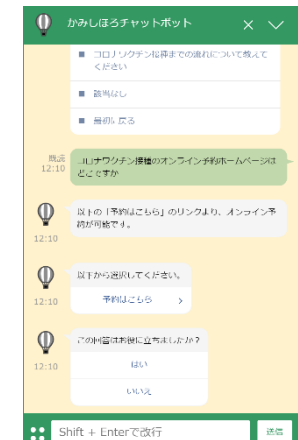 かみしほろチャットボット
■ コロナワクチン接種までの流れについて教えて
ください
■ 該当なし
■ 最初に戻る
既読
12:10
コロナワクチン接種のオンライン予約ホームページは
どこですか
以下の「予約はこちら」のリンクより、オンライン予
約が可能です。
12:10
以下から選択してください。
予約はこちら
12:10
この回答はお役に立ちましたか?
はい
12:10
いいえ
Shift + Enterで改行
送信